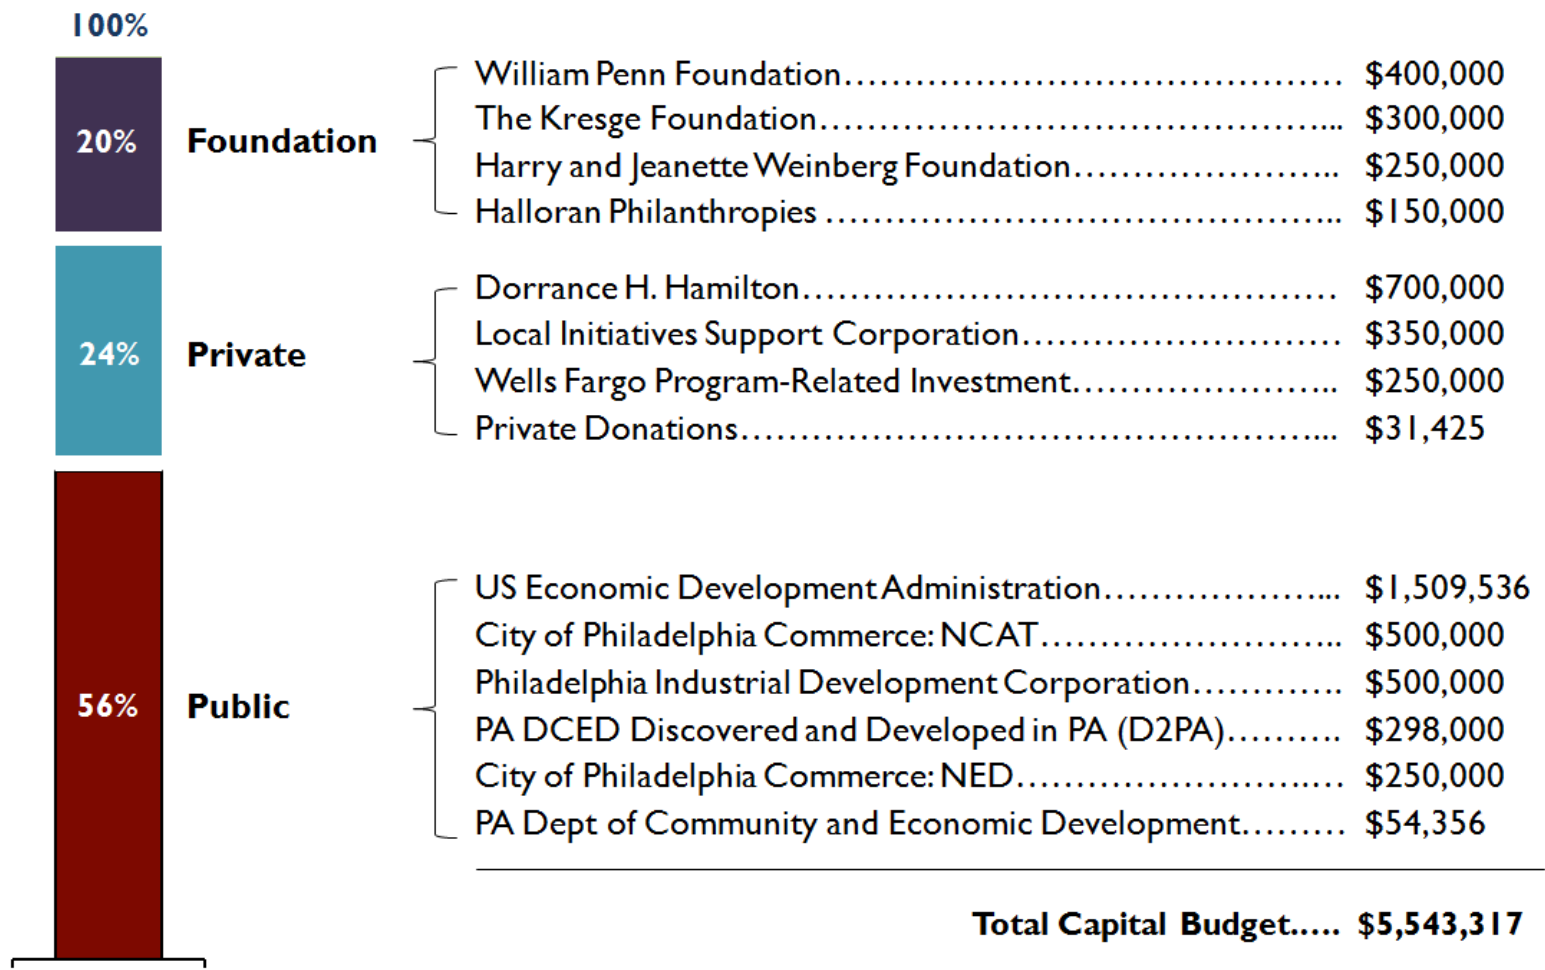 100%
William Penn Foundation........................................ $400,000
The Kresge Foundation........................................... $300,000
20% Foundation
Harry and Jeanette Weinberg Foundation...................... $250,000
Halloran Philanthropies ........................................... $150,000
Dorrance H. Hamilton........................................... $700,000
Local Initiatives Support Corporation........................... $350,000
24% Private
Wells Fargo Program-Related Investment...................... $250,000
Private Donations................................................ $31,425
US Economic Development Administration.................... $1,509,536
City of Philadelphia Commerce: NCAT.......................... $500,000
Philadelphia Industrial Development Corporation............. $500,000
56% Public
PA DCED Discovered and Developed in PA (D2PA).......... $298,000
City of Philadelphia Commerce: NED............................ $250,000
PA Dept of Community and Economic Development......... $54,356
Total Capital Budget..... $5,543,317